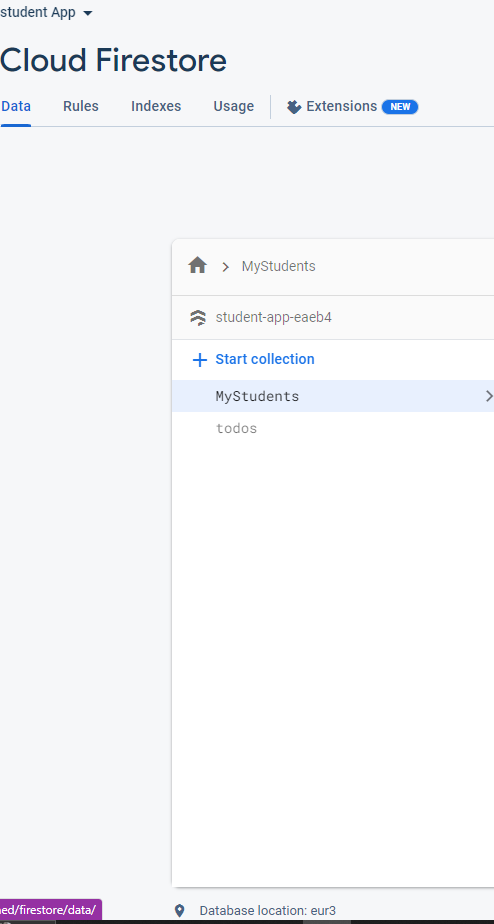 student App
Cloud Firestore
Data Rules Indexes Usage Extensions NEW
MyStudents
student-app-eaeb4
Start collection
MyStudents
todos
ed/firestore/data/
Database location: eur3